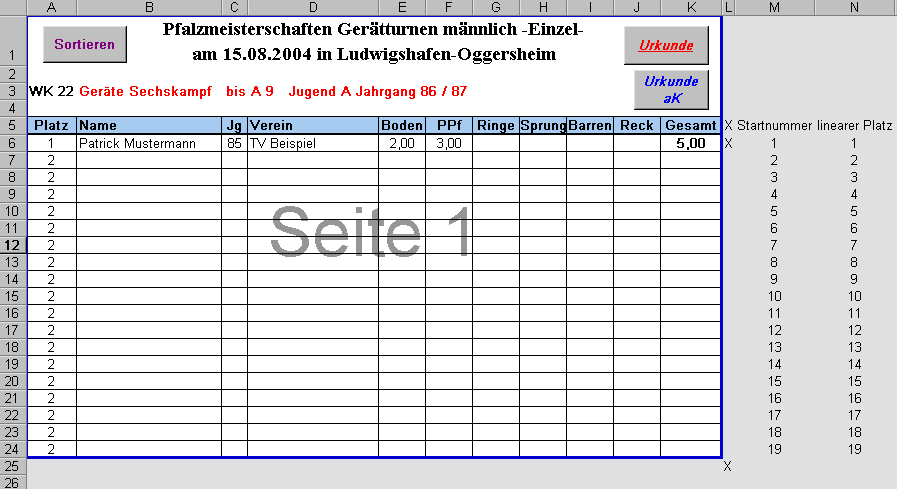 A B C D E F G H I J K L M N
1 Sortieren Pfalzmeisterschaften Gerätturnen männlich -Einzel- Urkunde
am 15.08.2004 in Ludwigshafen-Oggersheim
2 Urkunde
3 WK 22 Geräte Sechskampf bis A 9 Jugend A Jahrgang 86 / 87 aK
4
5 Platz Name Jg Verein Boden PPf Ringe Sprung Barren Reck Gesamt X Startnummer linearer Platz
6 1 Patrick Mustermann 85 TV Beispiel 2,00 3,00 5,00 X 1 1
7 2 2 2
8 2 3 3
9 2 4 4
10 2 5 5
11 2 6 6
Seite 1
12 2 7 7
13 2 8 8
14 2 9 9
15 2 10 10
16 2 11 11
17 2 12 12
18 2 13 13
19 2 14 14
20 2 15 15
21 2 16 16
22 2 17 17
23 2 18 18
24 2 19 19
25 X
26